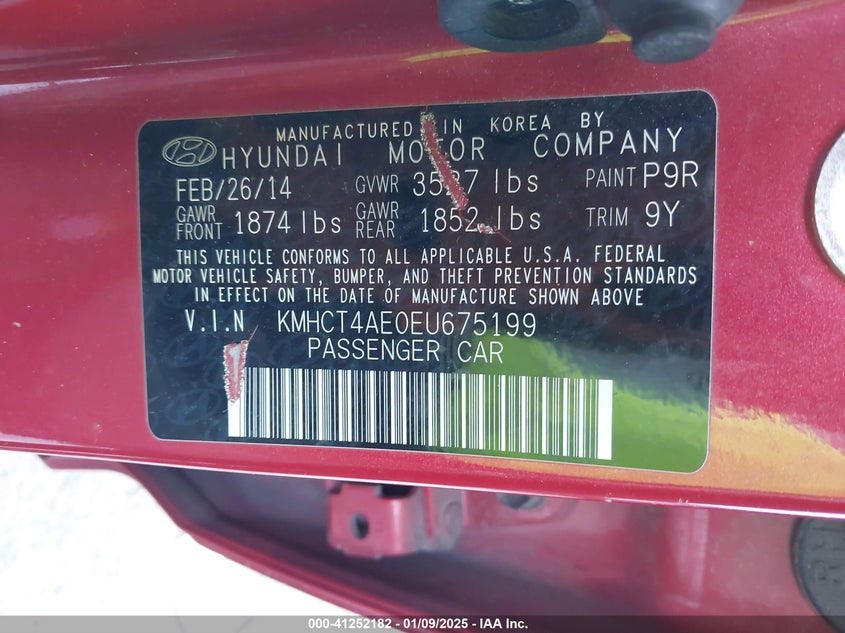 MANUFACTURED IN KOREA BY
HYUNDAI MOTOR COMPANY
FEB/26/14 GVWR lbs PAINT P9R
GAWR FRONT 1874 lbs GAWR REAR 1852 lbs TRIM 9Y
THIS VEHICLE CONFORMS TO ALL APPLICABLE U.S.A. FEDERAL
MOTOR VEHICLE SAFETY, BUMPER, AND THEFT PREVENTION STANDARDS
IN EFFECT ON THE DATE OF MANUFACTURE SHOWN ABOVE
V.I.N KMHCT4AE0EU675199
PASSENGER CAR
RH
000-41252182 - 01/09/2025 - IAA Inc.